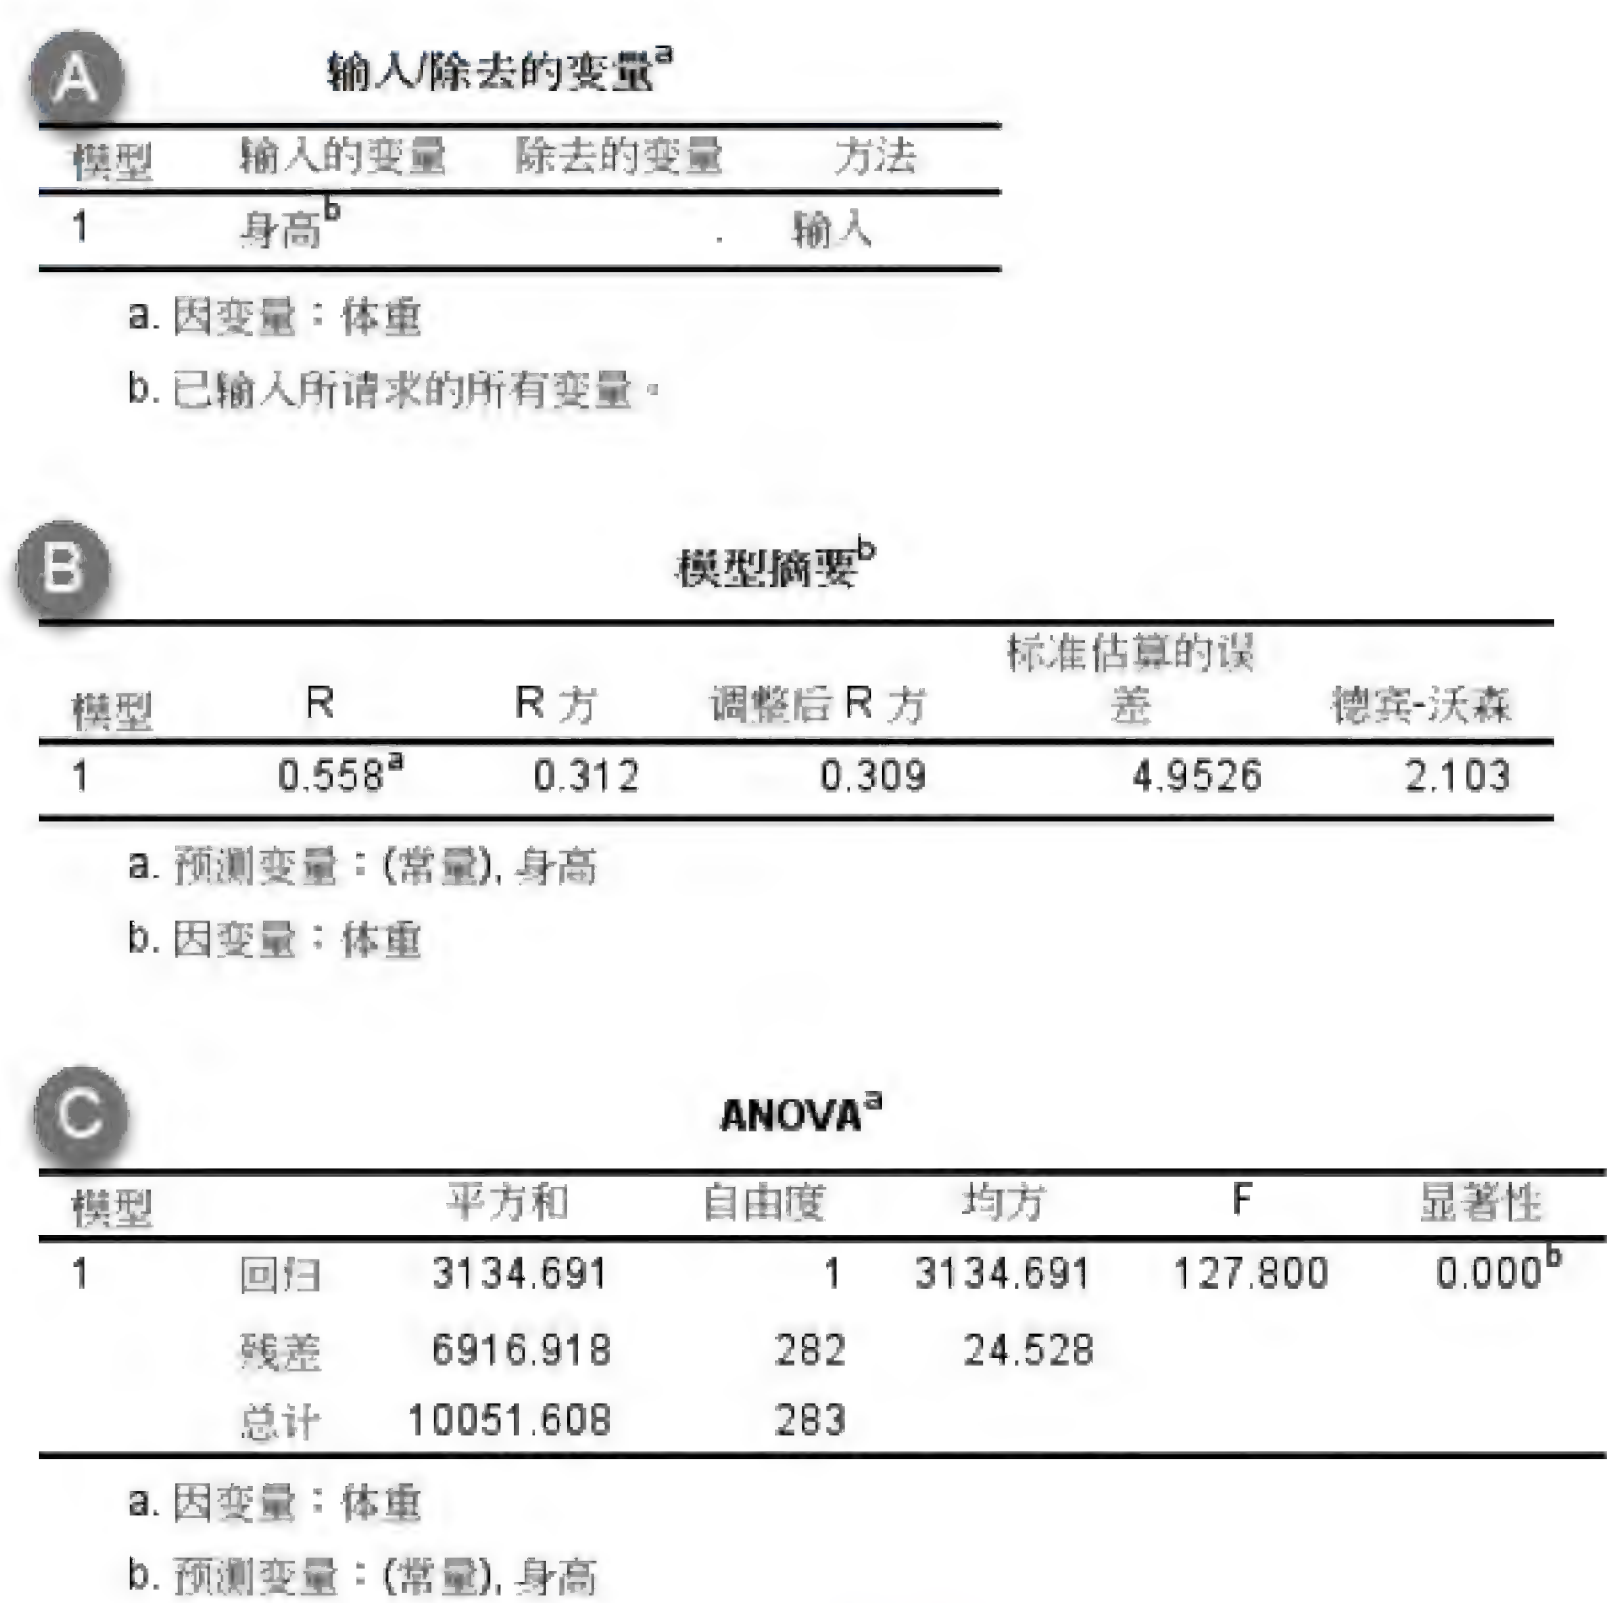 A
输入/除去的变量a
模型 输入的变量 除去的变量 方法
1 身高b . 输入
a. 因变量：体重
b. 已输入所请求的所有变量。
B
模型摘要b
模型 R R 方 调整后 R 方 标准估算的误差 德宾-沃森
1 0.558a 0.312 0.309 4.9526 2.103
a. 预测变量：(常量), 身高
b. 因变量：体重
C
ANOVAa
模型 平方和 自由度 均方 F 显著性
1 回归 3134.691 1 3134.691 127.800 0.000b
残差 6916.918 282 24.528
总计 10051.608 283
a. 因变量：体重
b. 预测变量：(常量), 身高